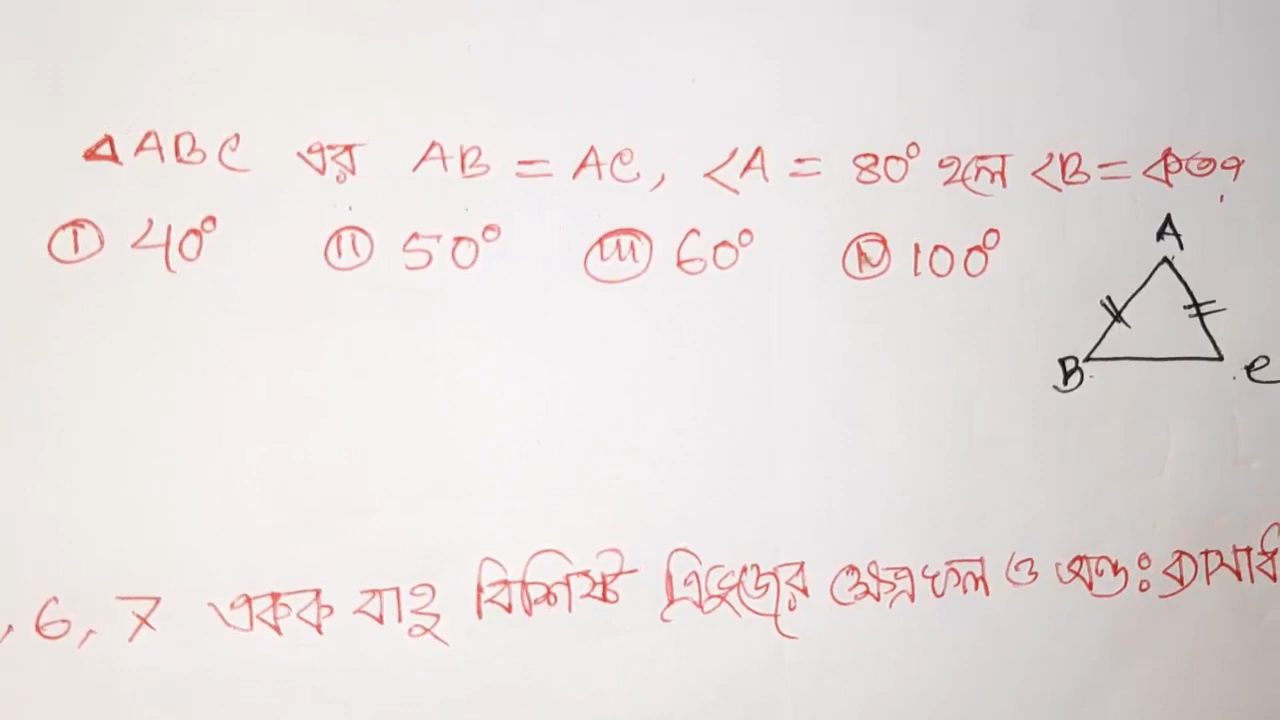 △ABC এর AB = AC, <A = 80° হলে <B = কত?
I 40° II 50° III 60° IV 100°
A
B C
, 6, 7 একক বাহু বিশিষ্ট ত্রিভুজের ক্ষেত্রফল ও অন্তঃব্যাসার্ধ